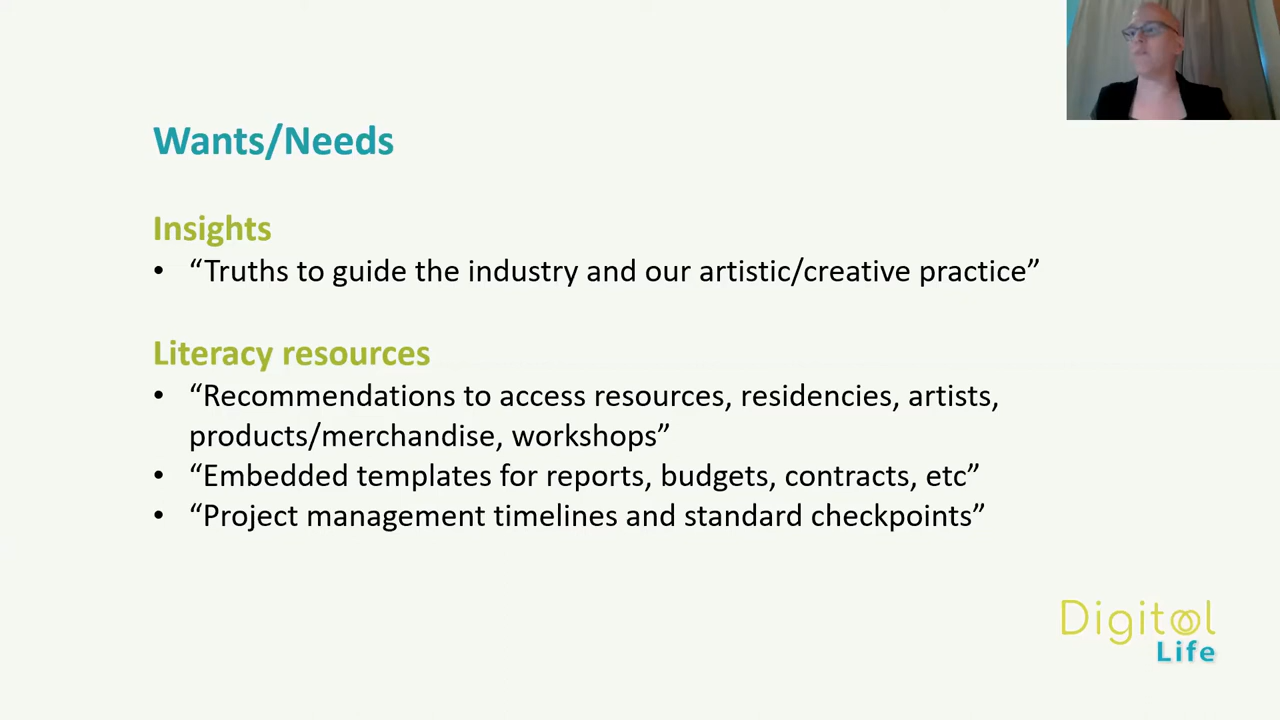 Wants/Needs
Insights
• “Truths to guide the industry and our artistic/creative practice”
Literacy resources
• “Recommendations to access resources, residencies, artists,
products/merchandise, workshops”
• “Embedded templates for reports, budgets, contracts, etc”
• “Project management timelines and standard checkpoints”
Digitool
Life